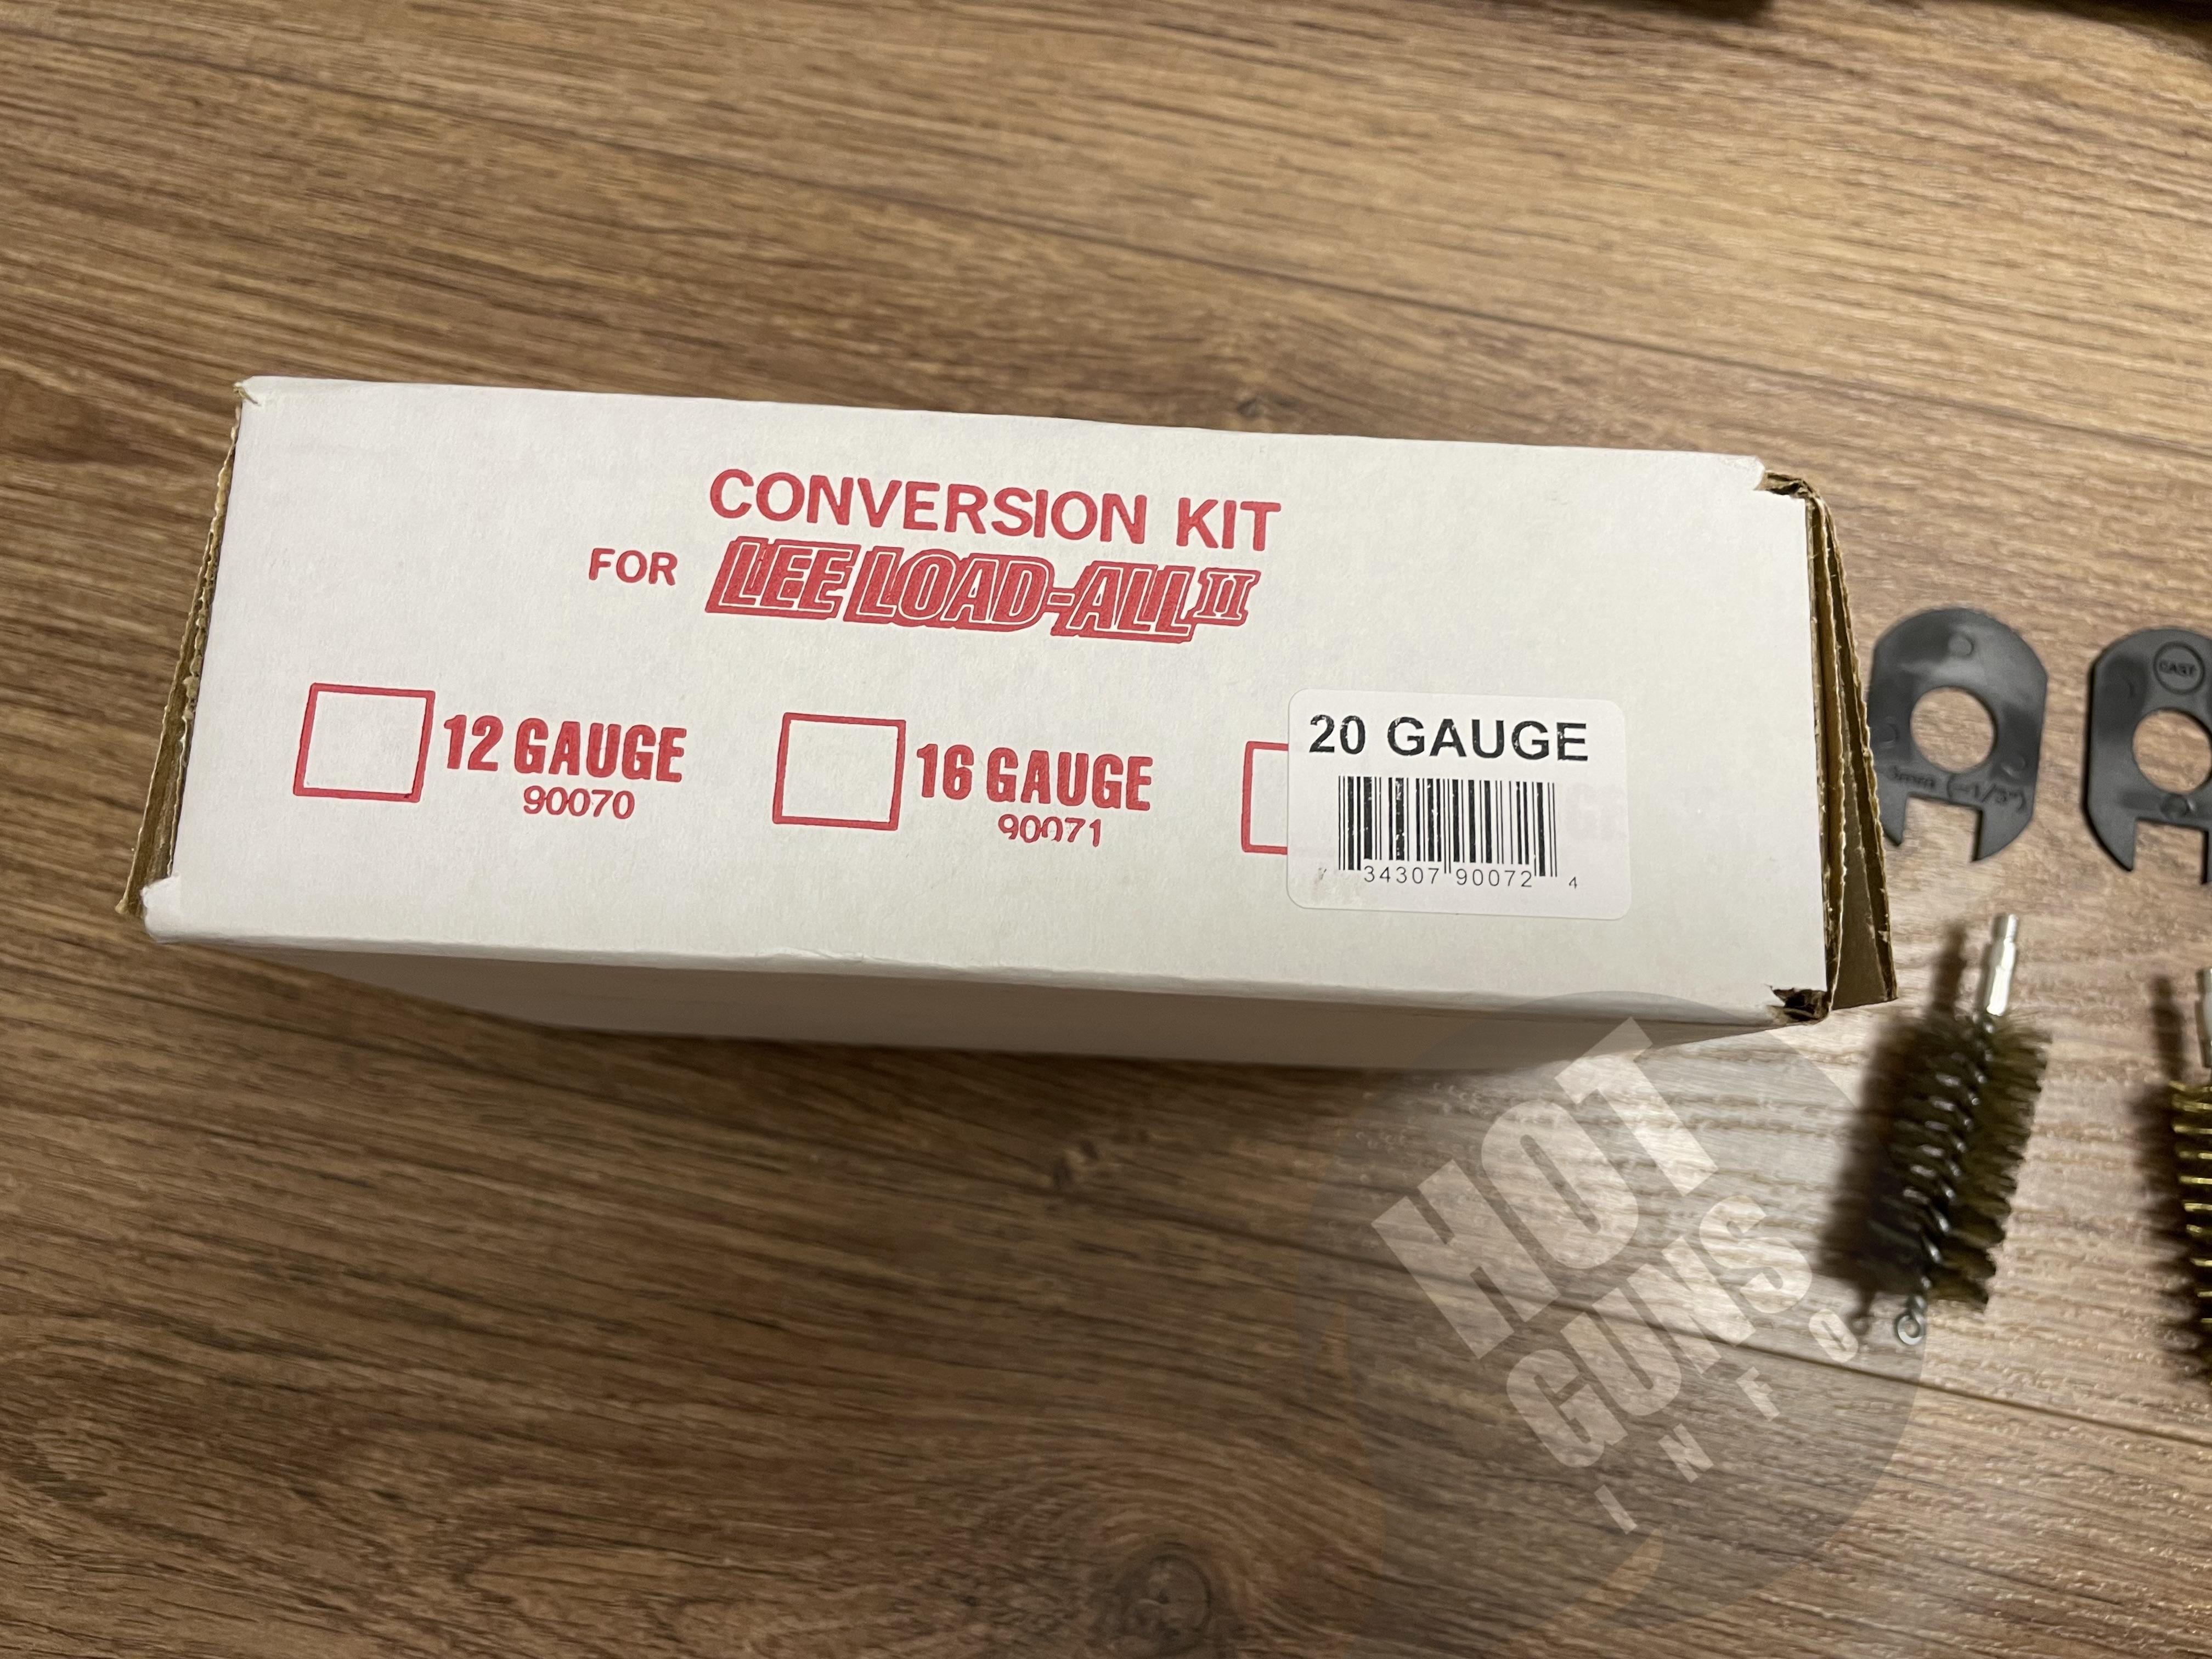 CONVERSION KIT
FOR LEE LOAD-ALL II
12 GAUGE
90070
16 GAUGE
90071
20 GAUGE
34307 90072 4
CAST
HOT
GUNS
INFO